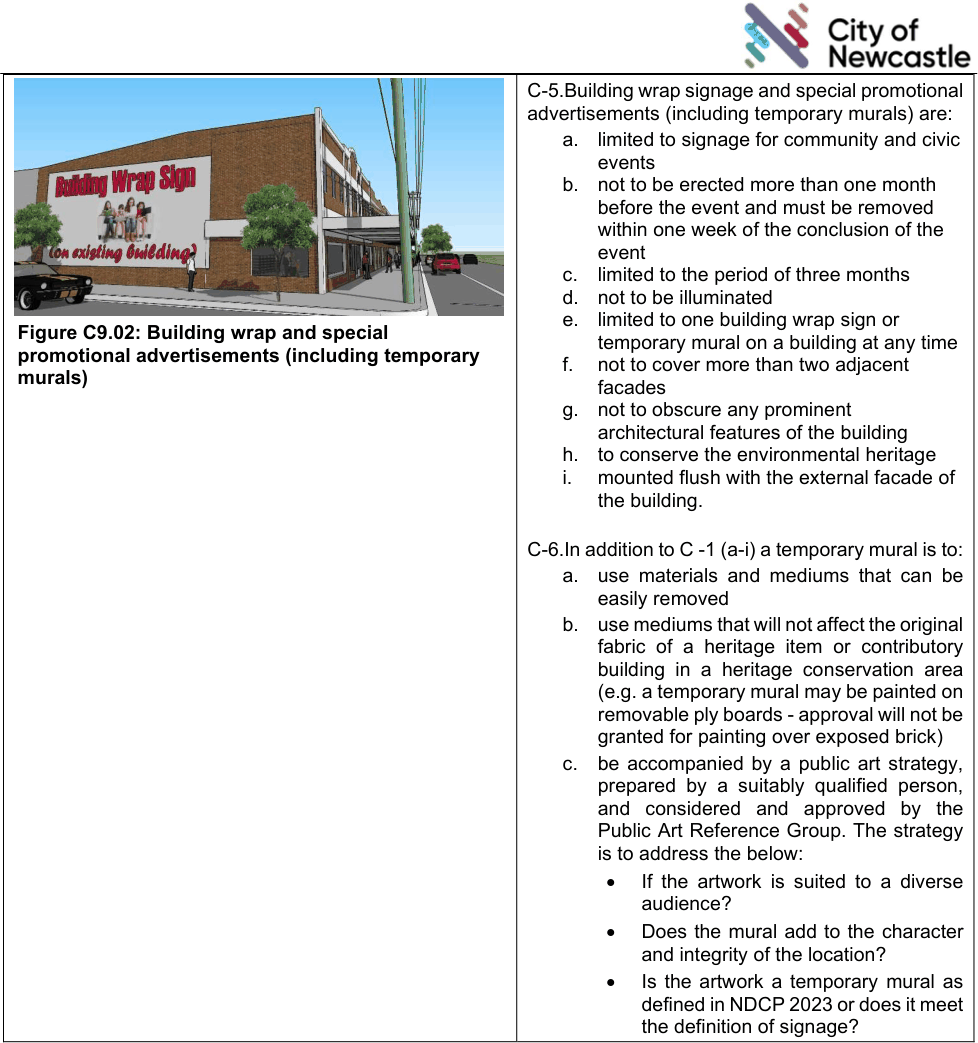 City of
Newcastle
Building Wrap Sign
(on existing building)
Figure C9.02: Building wrap and special
promotional advertisements (including temporary
murals)
C-5.Building wrap signage and special promotional
advertisements (including temporary murals) are:
a. limited to signage for community and civic
events
b. not to be erected more than one month
before the event and must be removed
within one week of the conclusion of the
event
c. limited to the period of three months
d. not to be illuminated
e. limited to one building wrap sign or
temporary mural on a building at any time
f. not to cover more than two adjacent
facades
g. not to obscure any prominent
architectural features of the building
h. to conserve the environmental heritage
i. mounted flush with the external facade of
the building.
C-6.In addition to C -1 (a-i) a temporary mural is to:
a. use materials and mediums that can be
easily removed
b. use mediums that will not affect the original
fabric of a heritage item or contributory
building in a heritage conservation area
(e.g. a temporary mural may be painted on
removable ply boards - approval will not be
granted for painting over exposed brick)
c. be accompanied by a public art strategy,
prepared by a suitably qualified person,
and considered and approved by the
Public Art Reference Group. The strategy
is to address the below:
• If the artwork is suited to a diverse
audience?
• Does the mural add to the character
and integrity of the location?
• Is the artwork a temporary mural as
defined in NDCP 2023 or does it meet
the definition of signage?